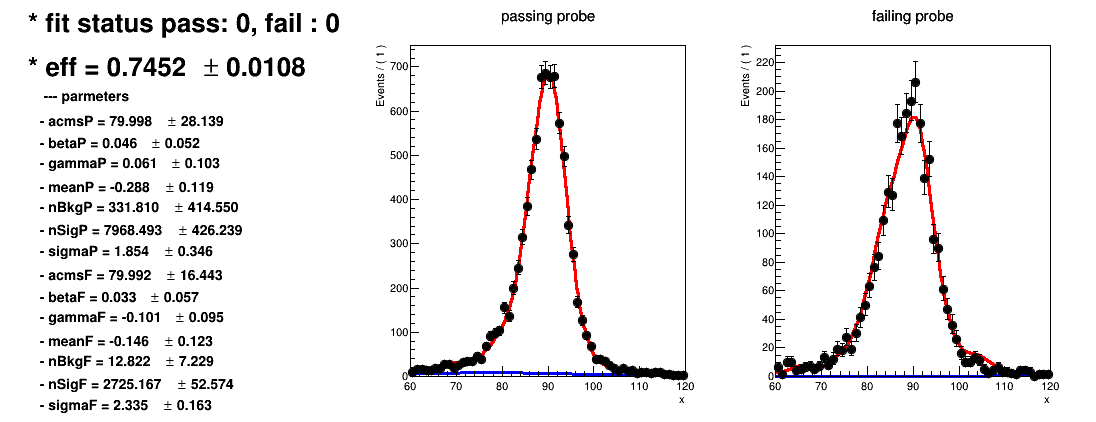 * fit status pass: 0, fail : 0
* eff = 0.7452 ± 0.0108
--- parmeters
- acmsP = 79.998 ± 28.139
- betaP = 0.046 ± 0.052
- gammaP = 0.061 ± 0.103
- meanP = -0.288 ± 0.119
- nBkgP = 331.810 ± 414.550
- nSigP = 7968.493 ± 426.239
- sigmaP = 1.854 ± 0.346
- acmsF = 79.992 ± 16.443
- betaF = 0.033 ± 0.057
- gammaF = -0.101 ± 0.095
- meanF = -0.146 ± 0.123
- nBkgF = 12.822 ± 7.229
- nSigF = 2725.167 ± 52.574
- sigmaF = 2.335 ± 0.163
passing probe
Events / ( 1 )
700
600
500
400
300
200
100
0
60 70 80 90 100 110 120
x
failing probe
Events / ( 1 )
220
200
180
160
140
120
100
80
60
40
20
0
60 70 80 90 100 110 120
x